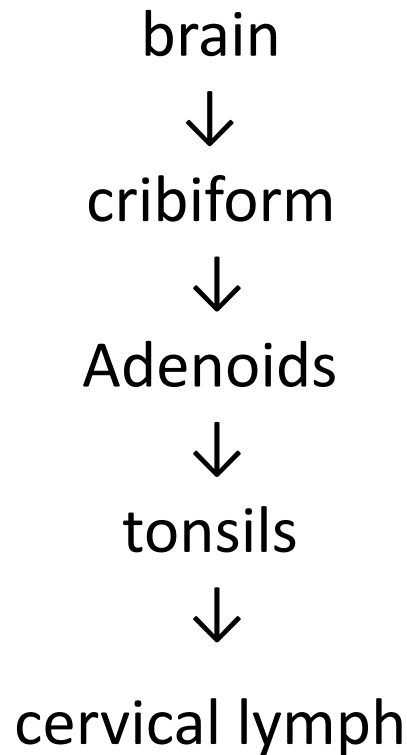 brain
↓
cribiform
↓
Adenoids
↓
tonsils
↓
cervical lymph